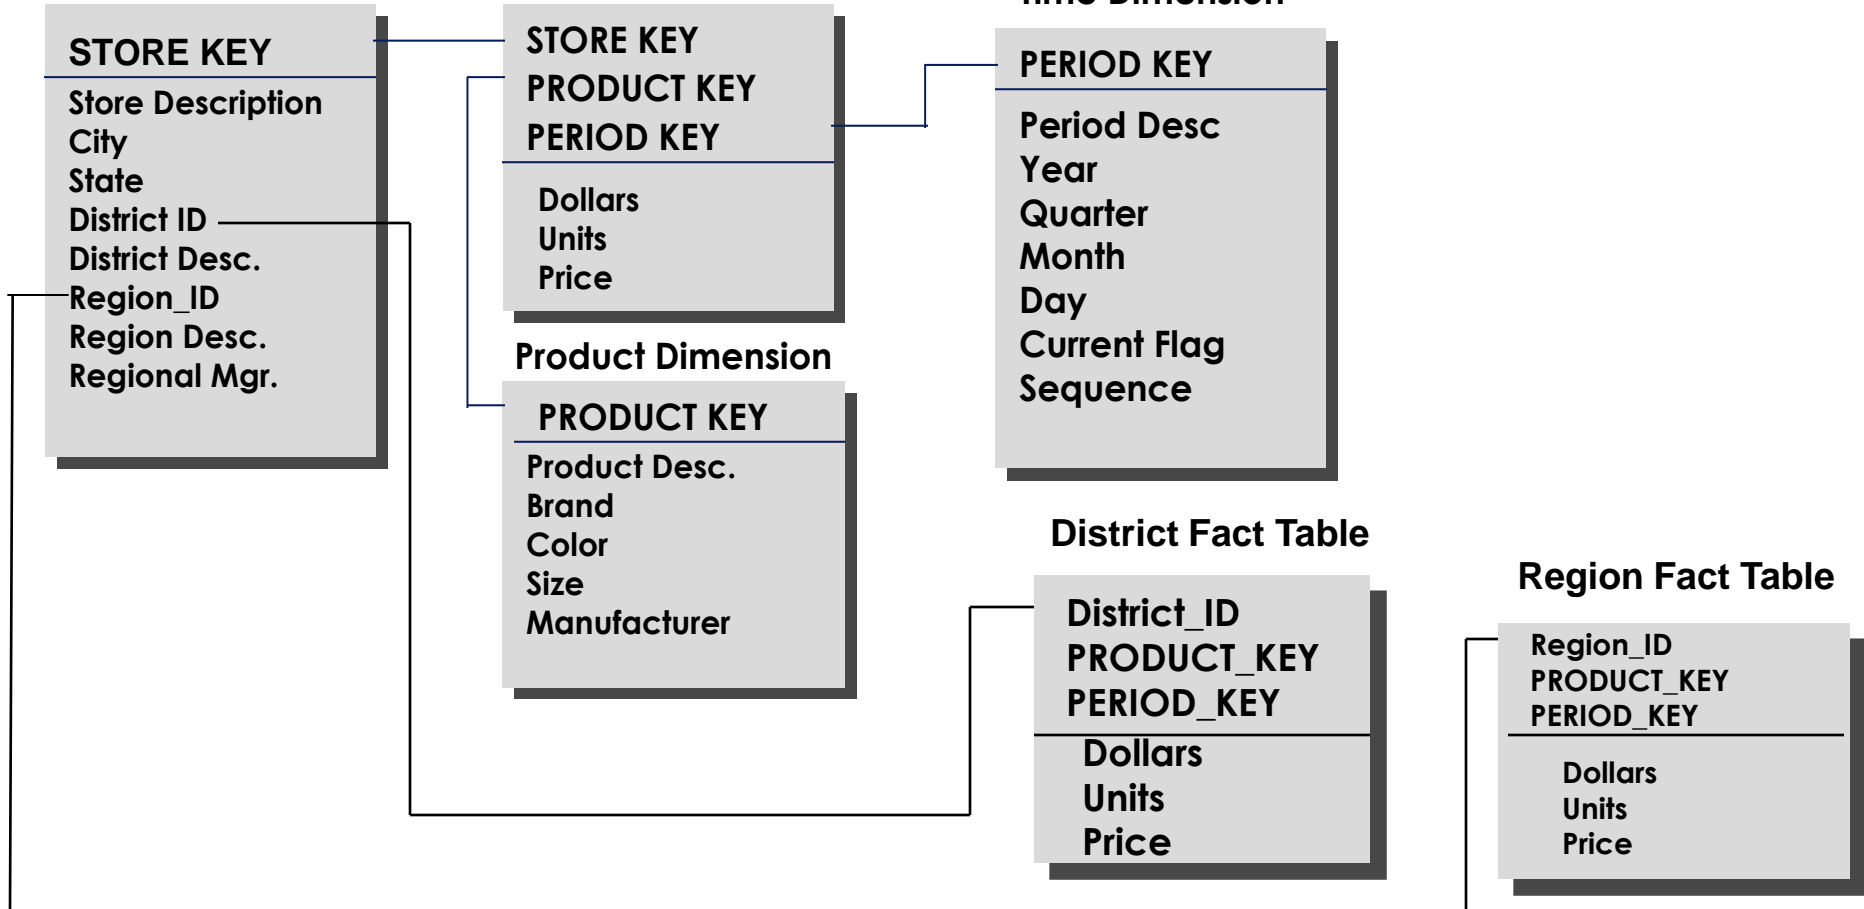 STORE KEY
Store Description
City
State
District ID
District Desc.
Region_ID
Region Desc.
Regional Mgr.
STORE KEY
PRODUCT KEY
PERIOD KEY
Dollars
Units
Price
Product Dimension
PRODUCT KEY
Product Desc.
Brand
Color
Size
Manufacturer
Time Dimension
PERIOD KEY
Period Desc
Year
Quarter
Month
Day
Current Flag
Sequence
District Fact Table
District_ID
PRODUCT_KEY
PERIOD_KEY
Dollars
Units
Price
Region Fact Table
Region_ID
PRODUCT_KEY
PERIOD_KEY
Dollars
Units
Price